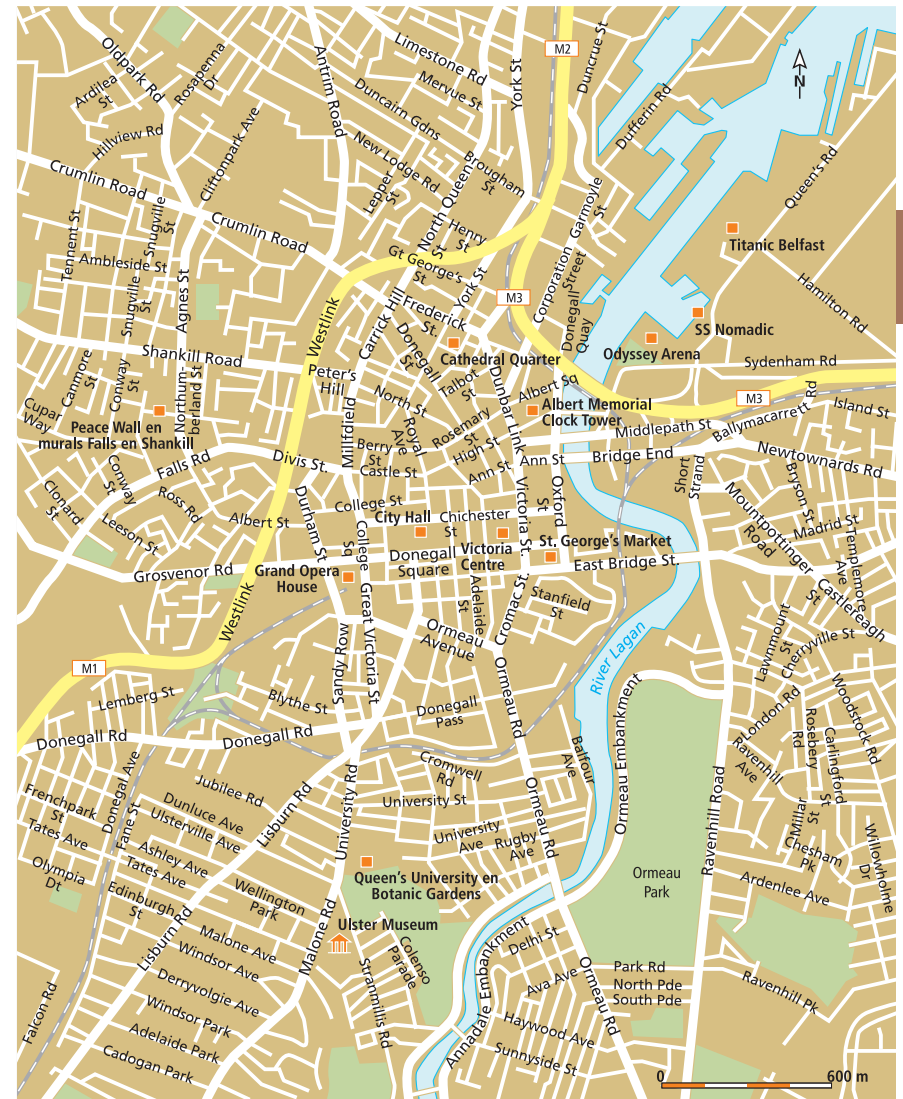 Oldpark Rd
Ardilea
St
Rosapenna
Dr
Hillview Rd
Cliftonpark Ave
Antrim Road
Limestone Rd
Mervue St
Duncairn Gdns
New Lodge Rd
Lepper
St
Brougham
St
York St
M2
Duncrue St
Dufferin Rd
N
Queen's Rd
Crumlin Road
Crumlin Road
Tennent St
Snugville
St
Ambleside St
Snugville
St
Agnes St
North Queen
St
Henry
St
Gt George's
St
York St
Corporation
Street
Garmoyle
St
Titanic Belfast
Hamilton Rd
M3
Donegall
Quay
SS Nomadic
Odyssey Arena
Sydenham Rd
Westlink
Carrick Hill
Frederick
St.
Donegall
St
Cathedral Quarter
Talbot
St
Dunbar Link
Albert Sq
Shankill Road
Peter's
Hill
Canmore
St
Conway
St
Northum-
berland St
Cupar
Way
Peace Wall en
murals Falls en Shankill
Millfield
North St
Royal
Ave
Rosemary
St
High St
Berry
St
Castle St
Ann St
Ann St
Albert Memorial
Clock Tower
M3
Middlepath St
Bridge End
Ballymacarrett Rd
Island St
Newtownards Rd
Falls Rd
Divis St.
Clonard
St
Conway
St
Leeson St
Ross Rd
Albert St
Durham St
College St
City Hall
Chichester
St
Victoria St.
Oxford
St
Short
Strand
Bryson St
Mountpottinger
Road
Madrid St
Templemore
Ave
Castlereagh
St
College
Sq
Donegall
Square
Victoria
Centre
St. George's Market
East Bridge St.
Grosvenor Rd
Grand Opera
House
Westlink
Adelaide
St
Cromac St.
Stanfield
St
Great Victoria St
Sandy Row
Ormeau
Avenue
River Lagan
Lawnmount
St
Cherryville St
Woodstock Rd
M1
Lemberg St
Blythe St
Donegall
Pass
Ormeau Rd
Ormeau Embankment
London Rd
Rosebery
Rd
Carlingford
St
Ravenhill
Ave
Donegall Rd
Donegall Rd
Donegal Ave
Balfour
Ave
Cromwell
Rd
University St
University
Ave
Rugby
Ave
Ormeau Rd
Jubilee Rd
Lisburn Rd
University Rd
Frenchpark
St
Tates Ave
Olympia
Dt
Fane St
Dunluce Ave
Ulsterville Ave
Ashley Ave
Tates Ave
Edinburgh
St
Wellington
Park
Queen's University en
Botanic Gardens
Ormeau
Park
Ravenhill Road
Millar
St
Chesham
Pk
Willowholme
Dr
Ardenlee Ave
Lisburn Rd
Malone Rd
Ulster Museum
Colenso
Parade
Stranmillis Rd
Malone Ave
Windsor Ave
Derryvolgie Ave
Windsor Park
Adelaide Park
Cadogan Park
Falcon Rd
Annadale Embankment
Delhi St
Ava Ave
Ormeau Rd
Park Rd
North Pde
South Pde
Ravenhill Pk
Haywood Ave
Sunnyside St
0
600 m